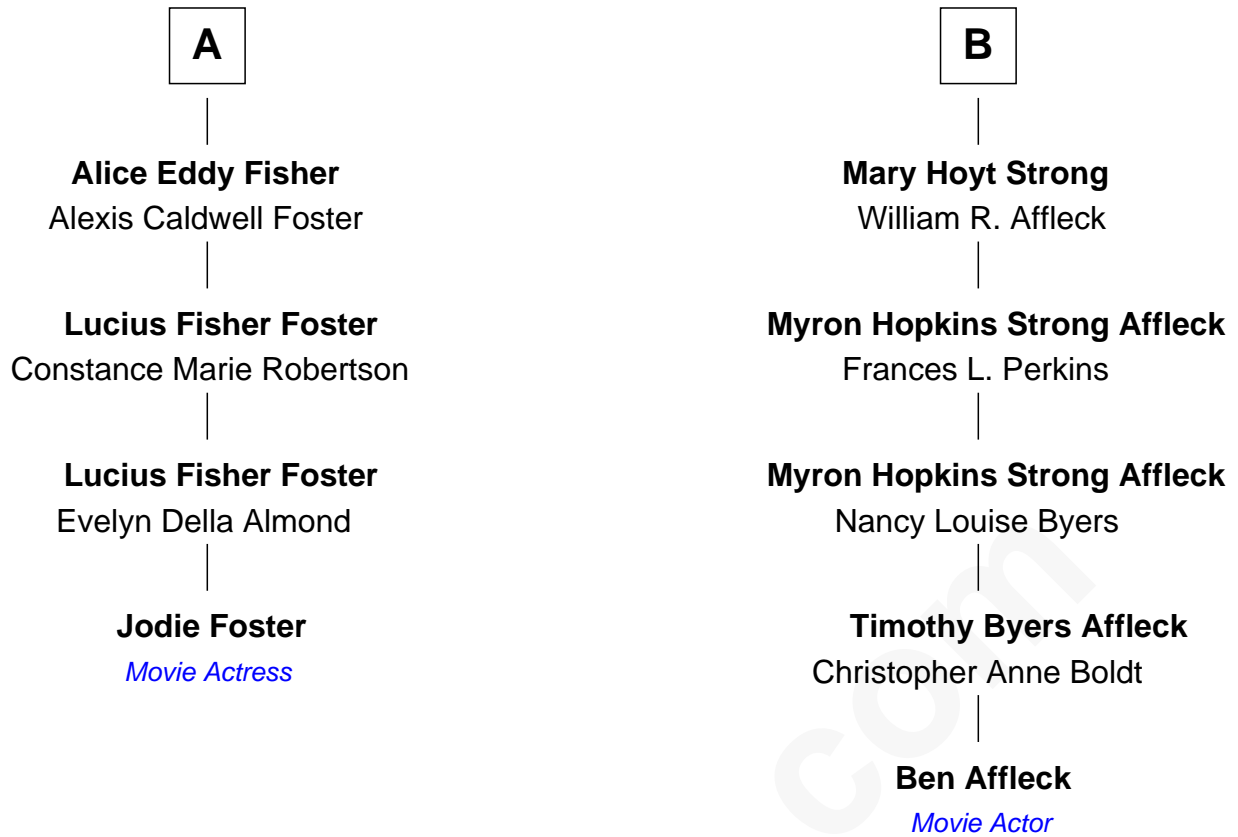 A
Alice Eddy Fisher
Alexis Caldwell Foster
Lucius Fisher Foster
Constance Marie Robertson
Lucius Fisher Foster
Evelyn Della Almond
Jodie Foster
Movie Actress
B
Mary Hoyt Strong
William R. Affleck
Myron Hopkins Strong Affleck
Frances L. Perkins
Myron Hopkins Strong Affleck
Nancy Louise Byers
Timothy Byers Affleck
Christopher Anne Boldt
Ben Affleck
Movie Actor
com